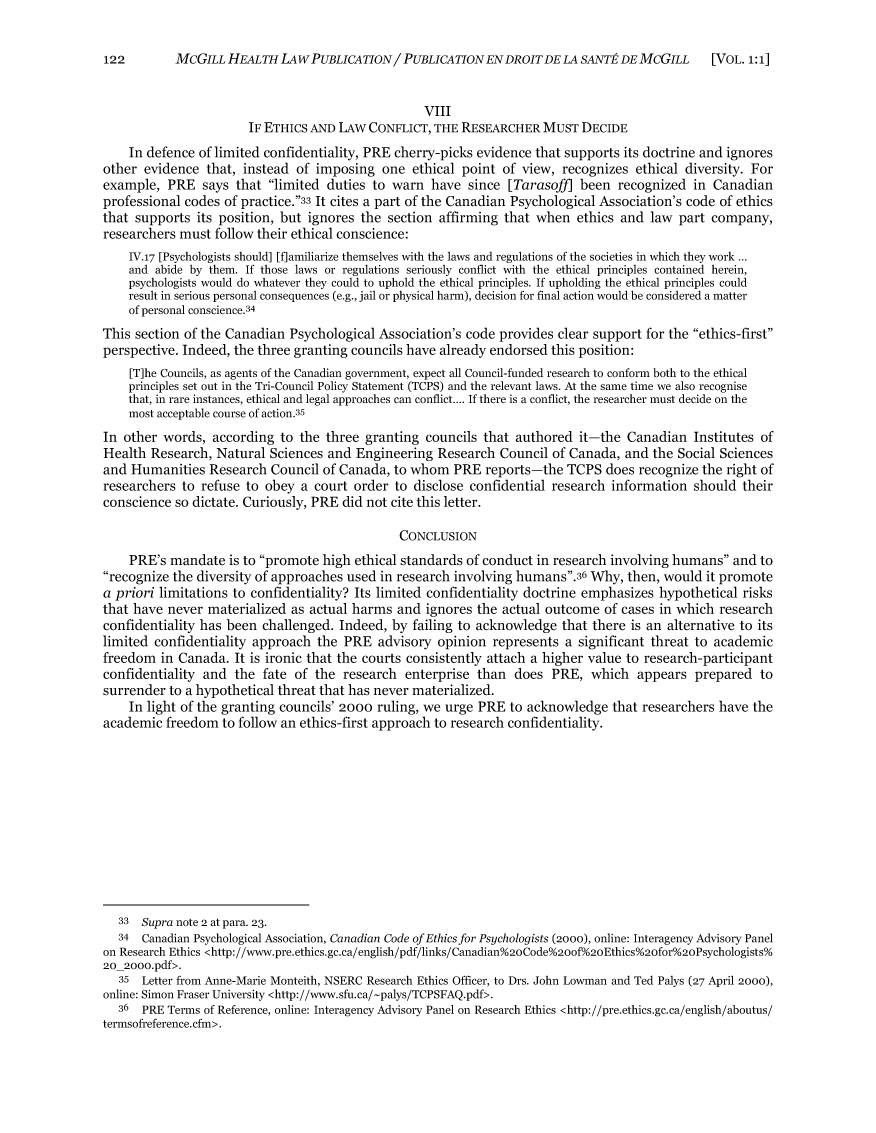 122 MCGILL HEALTH LAW PUBLICATION / PUBLICATION EN DROIT DE LA SANTÉ DE MCGILL [VOL. 1:1]
VIII
IF ETHICS AND LAW CONFLICT, THE RESEARCHER MUST DECIDE
In defence of limited confidentiality, PRE cherry-picks evidence that supports its doctrine and ignores
other evidence that, instead of imposing one ethical point of view, recognizes ethical diversity. For
example, PRE says that “limited duties to warn have since [Tarasoff] been recognized in Canadian
professional codes of practice.”33 It cites a part of the Canadian Psychological Association’s code of ethics
that supports its position, but ignores the section affirming that when ethics and law part company,
researchers must follow their ethical conscience:
IV.17 [Psychologists should] [f]amiliarize themselves with the laws and regulations of the societies in which they work ...
and abide by them. If those laws or regulations seriously conflict with the ethical principles contained herein,
psychologists would do whatever they could to uphold the ethical principles. If upholding the ethical principles could
result in serious personal consequences (e.g., jail or physical harm), decision for final action would be considered a matter
of personal conscience.34
This section of the Canadian Psychological Association’s code provides clear support for the “ethics-first”
perspective. Indeed, the three granting councils have already endorsed this position:
[T]he Councils, as agents of the Canadian government, expect all Council-funded research to conform both to the ethical
principles set out in the Tri-Council Policy Statement (TCPS) and the relevant laws. At the same time we also recognise
that, in rare instances, ethical and legal approaches can conflict.... If there is a conflict, the researcher must decide on the
most acceptable course of action.35
In other words, according to the three granting councils that authored it—the Canadian Institutes of
Health Research, Natural Sciences and Engineering Research Council of Canada, and the Social Sciences
and Humanities Research Council of Canada, to whom PRE reports—the TCPS does recognize the right of
researchers to refuse to obey a court order to disclose confidential research information should their
conscience so dictate. Curiously, PRE did not cite this letter.
CONCLUSION
PRE’s mandate is to “promote high ethical standards of conduct in research involving humans” and to
“recognize the diversity of approaches used in research involving humans”.36 Why, then, would it promote
a priori limitations to confidentiality? Its limited confidentiality doctrine emphasizes hypothetical risks
that have never materialized as actual harms and ignores the actual outcome of cases in which research
confidentiality has been challenged. Indeed, by failing to acknowledge that there is an alternative to its
limited confidentiality approach the PRE advisory opinion represents a significant threat to academic
freedom in Canada. It is ironic that the courts consistently attach a higher value to research-participant
confidentiality and the fate of the research enterprise than does PRE, which appears prepared to
surrender to a hypothetical threat that has never materialized.
In light of the granting councils’ 2000 ruling, we urge PRE to acknowledge that researchers have the
academic freedom to follow an ethics-first approach to research confidentiality.
33 Supra note 2 at para. 23.
34 Canadian Psychological Association, Canadian Code of Ethics for Psychologists (2000), online: Interagency Advisory Panel
on Research Ethics <http://www.pre.ethics.gc.ca/english/pdf/links/Canadian%20Code%20of%20Ethics%20for%20Psychologists%
20_2000.pdf>.
35 Letter from Anne-Marie Monteith, NSERC Research Ethics Officer, to Drs. John Lowman and Ted Palys (27 April 2000),
online: Simon Fraser University <http://www.sfu.ca/~palys/TCPSFAQ.pdf>.
36 PRE Terms of Reference, online: Interagency Advisory Panel on Research Ethics <http://pre.ethics.gc.ca/english/aboutus/
termsofreference.cfm>.